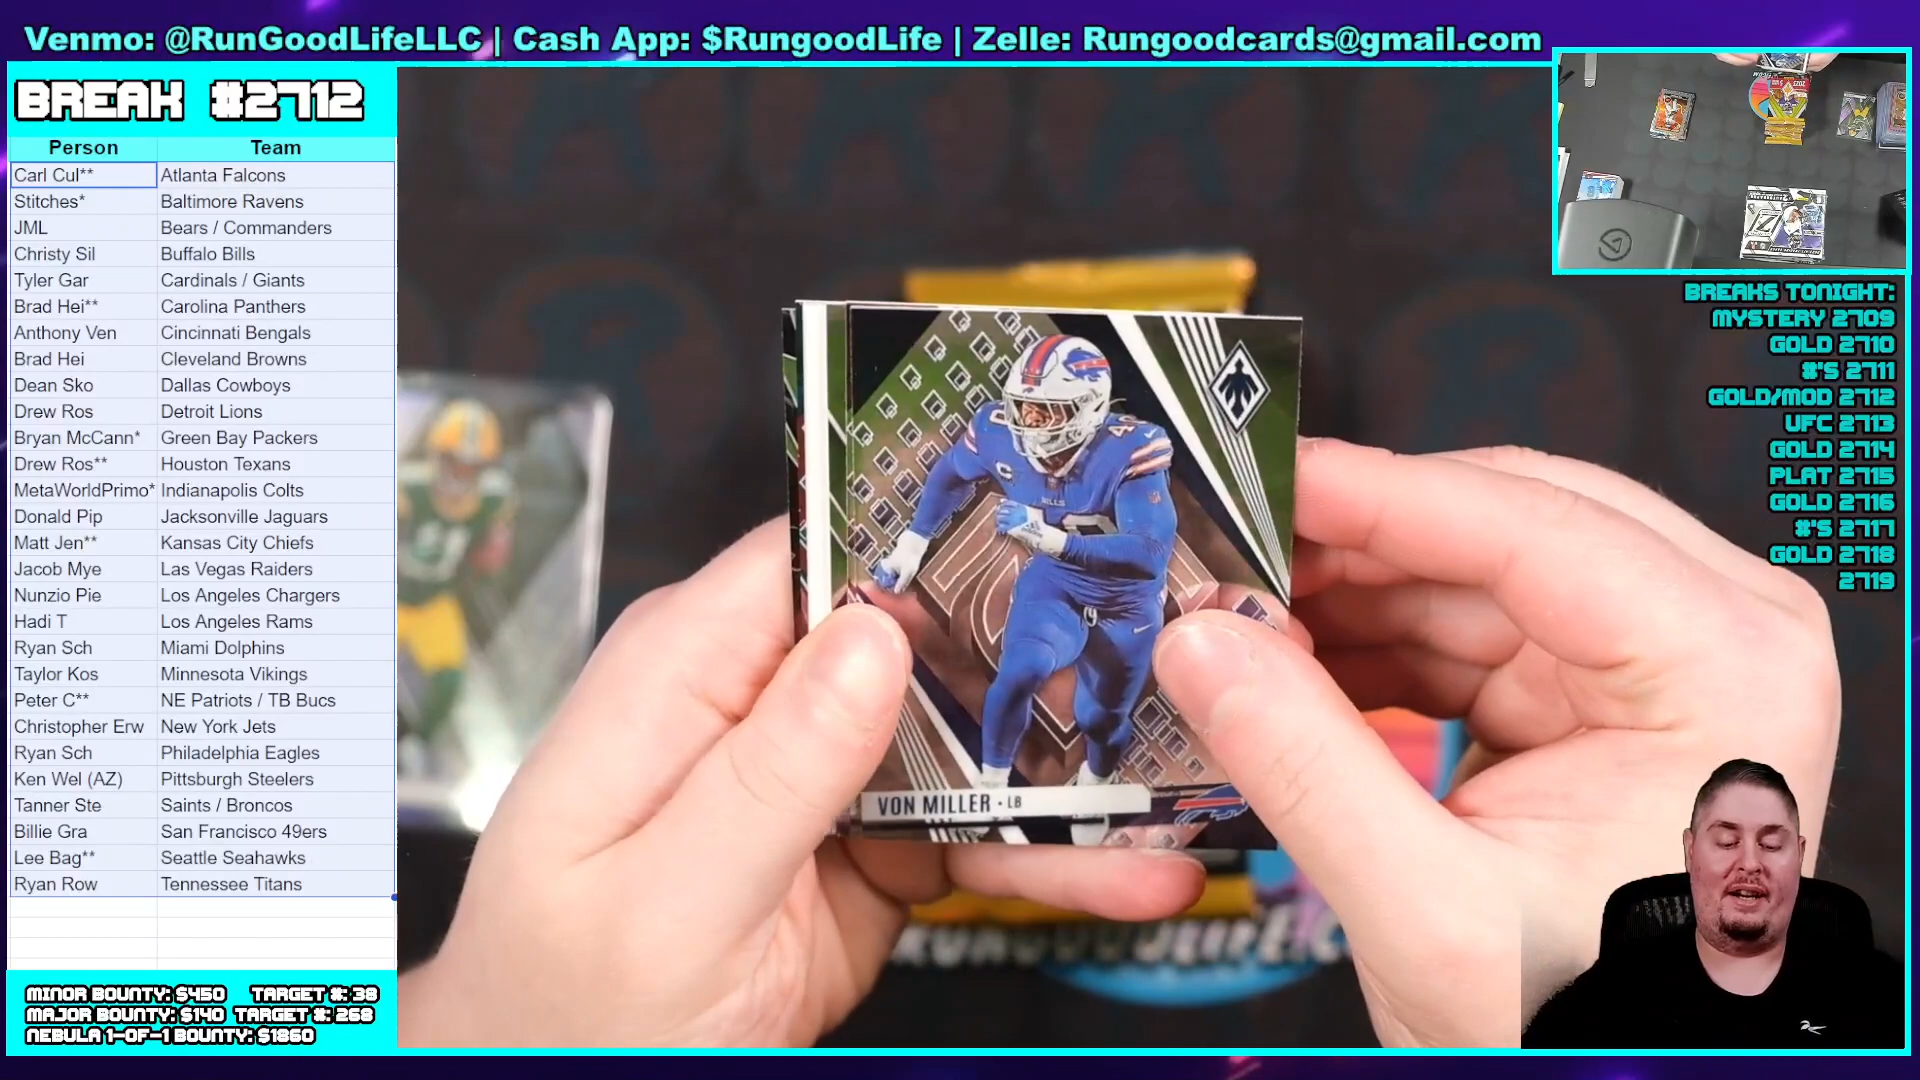 Venmo: @RunGoodLifeLLC | Cash App: $RungoodLife | Zelle: Rungoodcards@gmail.com
BREAK #2712
Person Team
Carl Cul** Atlanta Falcons
Stitches* Baltimore Ravens
JML Bears / Commanders
Christy Sil Buffalo Bills
Tyler Gar Cardinals / Giants
Brad Hei** Carolina Panthers
Anthony Ven Cincinnati Bengals
Brad Hei Cleveland Browns
Dean Sko Dallas Cowboys
Drew Ros Detroit Lions
Bryan McCann* Green Bay Packers
Drew Ros** Houston Texans
MetaWorldPrimo* Indianapolis Colts
Donald Pip Jacksonville Jaguars
Matt Jen** Kansas City Chiefs
Jacob Mye Las Vegas Raiders
Nunzio Pie Los Angeles Chargers
Hadi T Los Angeles Rams
Ryan Sch Miami Dolphins
Taylor Kos Minnesota Vikings
Peter C** NE Patriots / TB Bucs
Christopher Erw New York Jets
Ryan Sch Philadelphia Eagles
Ken Wel (AZ) Pittsburgh Steelers
Tanner Ste Saints / Broncos
Billie Gra San Francisco 49ers
Lee Bag** Seattle Seahawks
Ryan Row Tennessee Titans
MINOR BOUNTY: $450 TARGET #: 38
MAJOR BOUNTY: $140 TARGET #: 268
NEBULA 1-OF-1 BOUNTY: $1860
BILLS
VON MILLER • LB
BREAKS TONIGHT:
MYSTERY 2709
GOLD 2710
#'S 2711
GOLD/MOD 2712
UFC 2713
GOLD 2714
PLAT 2715
GOLD 2716
#'S 2717
GOLD 2718
2719